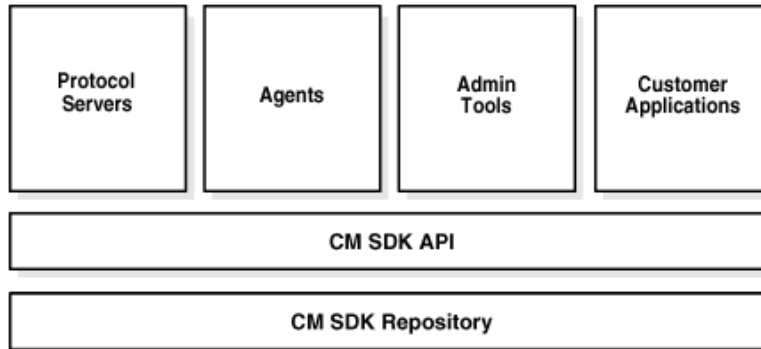 Protocol
Servers
Agents
Admin
Tools
Customer
Applications
CM SDK API
CM SDK Repository